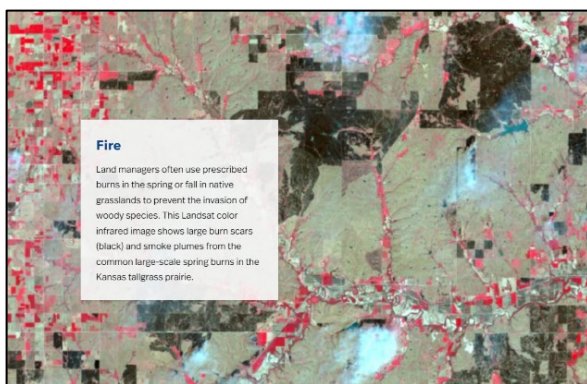 Fire
Land managers often use prescribed
burns in the spring or fall in native
grasslands to prevent the invasion of
woody species. This Landsat color
infrared image shows large burn scars
(black) and smoke plumes from the
common large-scale spring burns in the
Kansas tallgrass prairie.